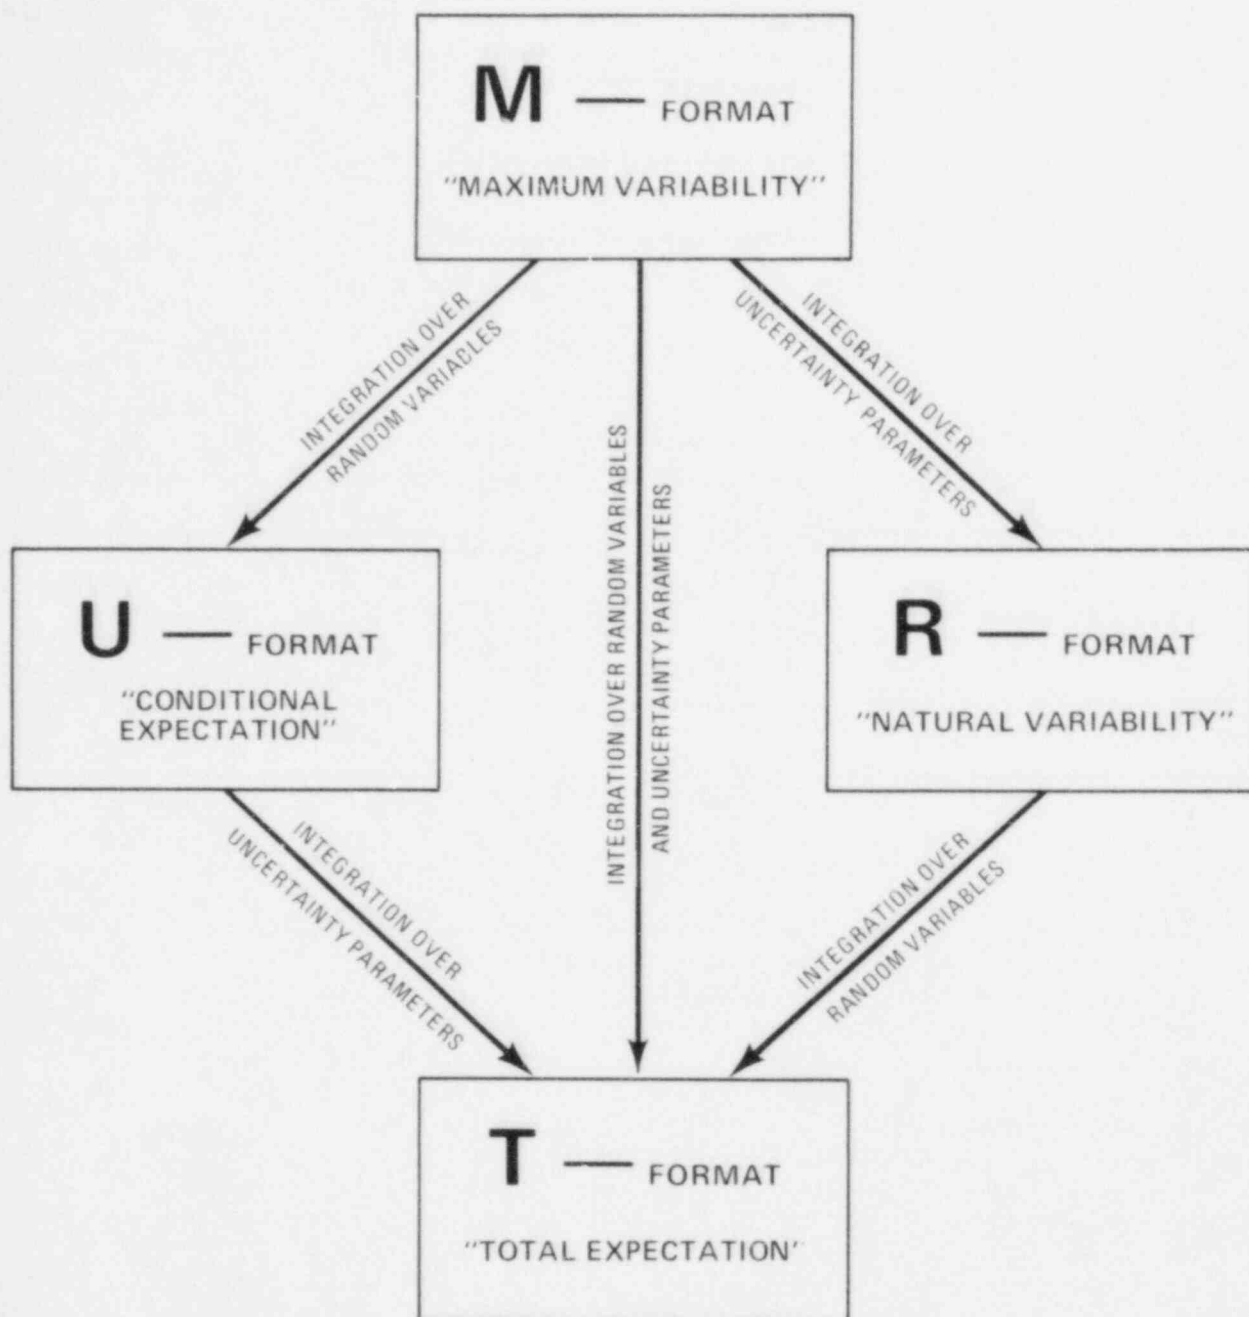 M — FORMAT
"MAXIMUM VARIABILITY"
INTEGRATION OVER
RANDOM VARIABLES
INTEGRATION OVER
UNCERTAINTY PARAMETERS
INTEGRATION OVER RANDOM VARIABLES
AND UNCERTAINTY PARAMETERS
U — FORMAT
"CONDITIONAL
EXPECTATION"
R — FORMAT
"NATURAL VARIABILITY"
INTEGRATION OVER
UNCERTAINTY PARAMETERS
INTEGRATION OVER
RANDOM VARIABLES
T — FORMAT
"TOTAL EXPECTATION'